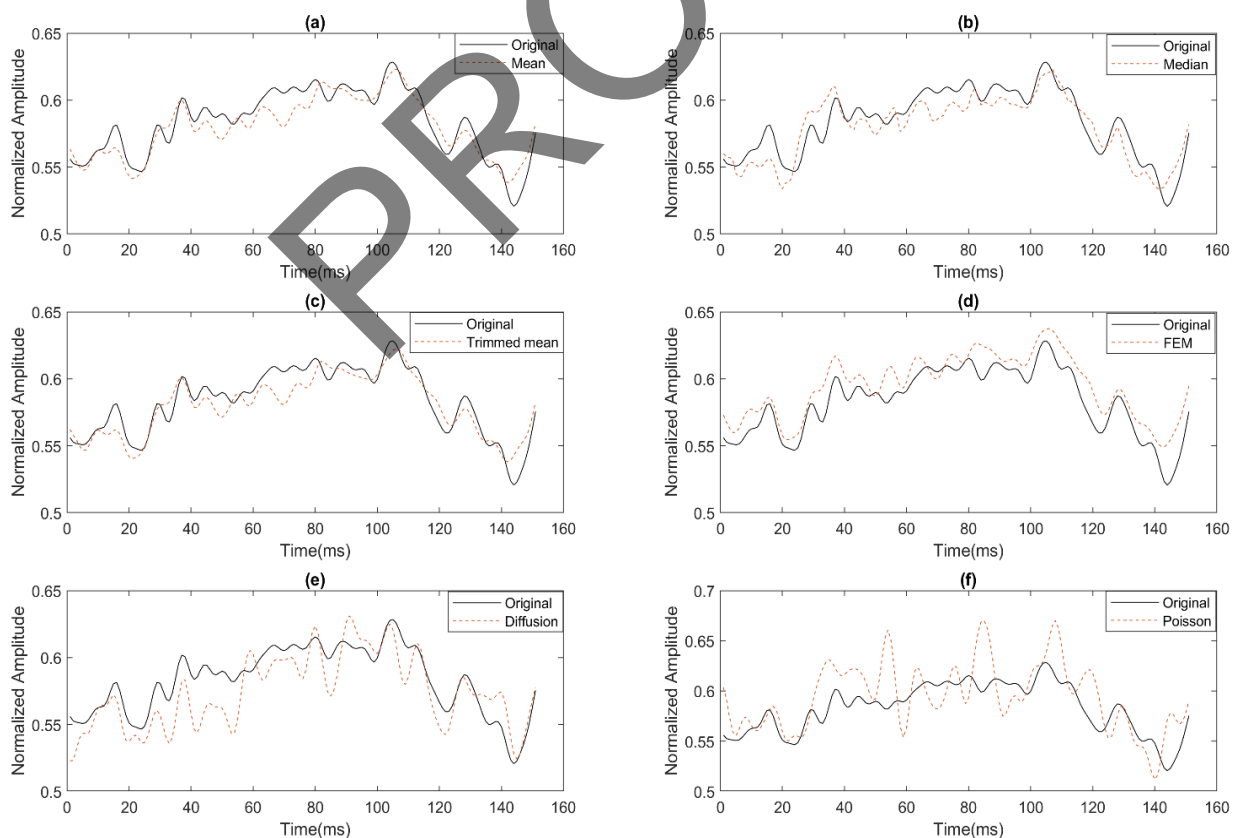 (a)
0.65
0.6
0.55
0.5
Normalized Amplitude
Original
Mean
0 20 40 60 80 100 120 140 160
Time(ms)
(b)
0.65
0.6
0.55
0.5
Normalized Amplitude
Original
Median
0 20 40 60 80 100 120 140 160
Time(ms)
(c)
0.65
0.6
0.55
0.5
Normalized Amplitude
Original
Trimmed mean
0 20 40 60 80 100 120 140 160
Time(ms)
(d)
0.65
0.6
0.55
0.5
Normalized Amplitude
Original
FEM
0 20 40 60 80 100 120 140 160
Time(ms)
(e)
0.65
0.6
0.55
0.5
Normalized Amplitude
Original
Diffusion
0 20 40 60 80 100 120 140 160
Time(ms)
(f)
0.7
0.65
0.6
0.55
0.5
Normalized Amplitude
Original
Poisson
0 20 40 60 80 100 120 140 160
Time(ms)
PRO